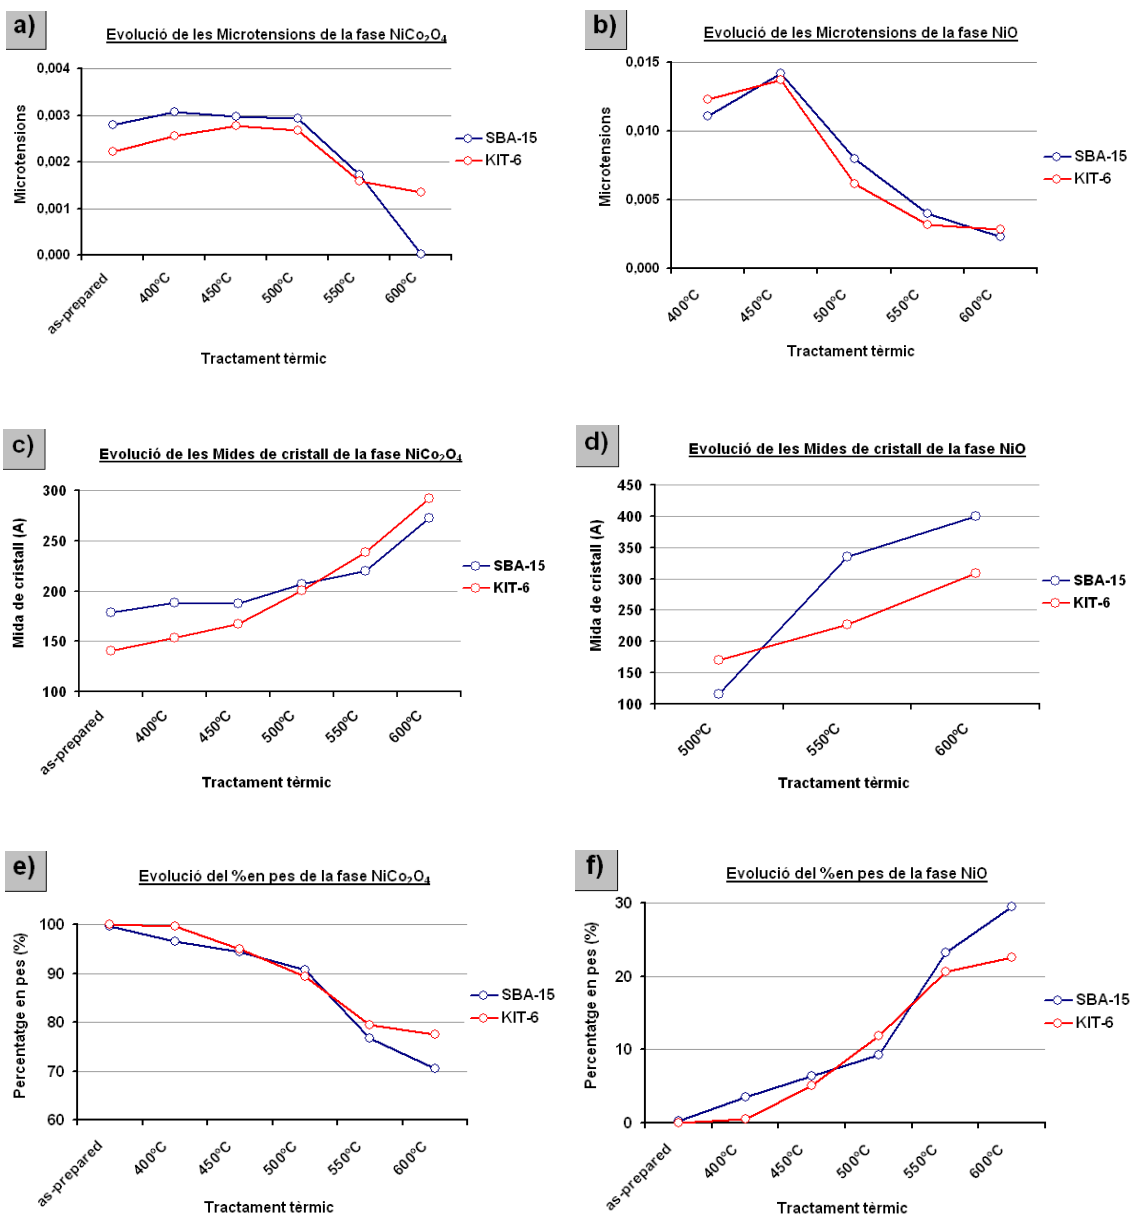 a)
Evolució de les Microtensions de la fase NiCo₂O₄
0,004
0,003
0,002
0,001
0,000
Microtensions
as-prepared
400ºC
450ºC
500ºC
550ºC
600ºC
Tractament tèrmic
SBA-15
KIT-6
b)
Evolució de les Microtensions de la fase NiO
0,015
0,010
0,005
0,000
Microtensions
400ºC
450ºC
500ºC
550ºC
600ºC
Tractament tèrmic
SBA-15
KIT-6
c)
Evolució de les Mides de cristall de la fase NiCo₂O₄
300
250
200
150
100
Mida de cristall (A)
as-prepared
400ºC
450ºC
500ºC
550ºC
600ºC
Tractament tèrmic
SBA-15
KIT-6
d)
Evolució de les Mides de cristall de la fase NiO
450
400
350
300
250
200
150
100
Mida de cristall (A)
500ºC
550ºC
600ºC
Tractament tèrmic
SBA-15
KIT-6
e)
Evolució del %en pes de la fase NiCo₂O₄
100
90
80
70
60
Percentatge en pes (%)
as-prepared
400ºC
450ºC
500ºC
550ºC
600ºC
Tractament tèrmic
SBA-15
KIT-6
f)
Evolució del %en pes de la fase NiO
30
20
10
0
Percentatge en pes (%)
as-prepared
400ºC
450ºC
500ºC
550ºC
600ºC
Tractament tèrmic
SBA-15
KIT-6